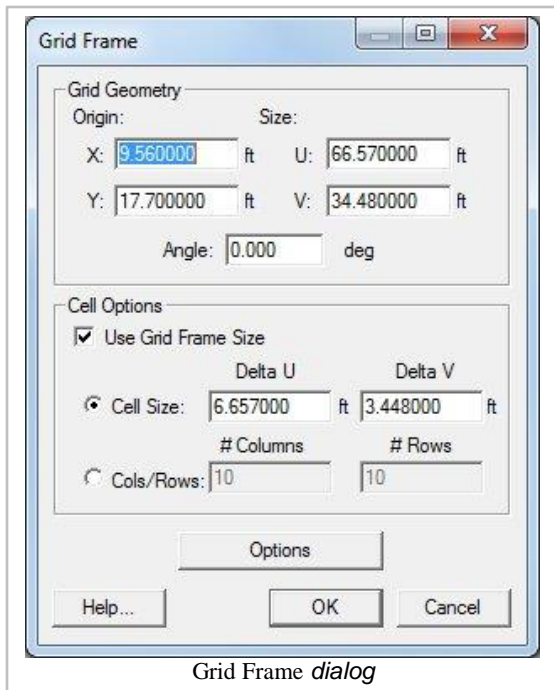 Grid Frame
Grid Geometry
Origin: Size:
X: 9.560000 ft U: 66.570000 ft
Y: 17.700000 ft V: 34.480000 ft
Angle: 0.000 deg
Cell Options
Use Grid Frame Size
Delta U Delta V
Cell Size: 6.657000 ft 3.448000 ft
# Columns # Rows
Cols/Rows: 10 10
Options
Help... OK Cancel
Grid Frame dialog